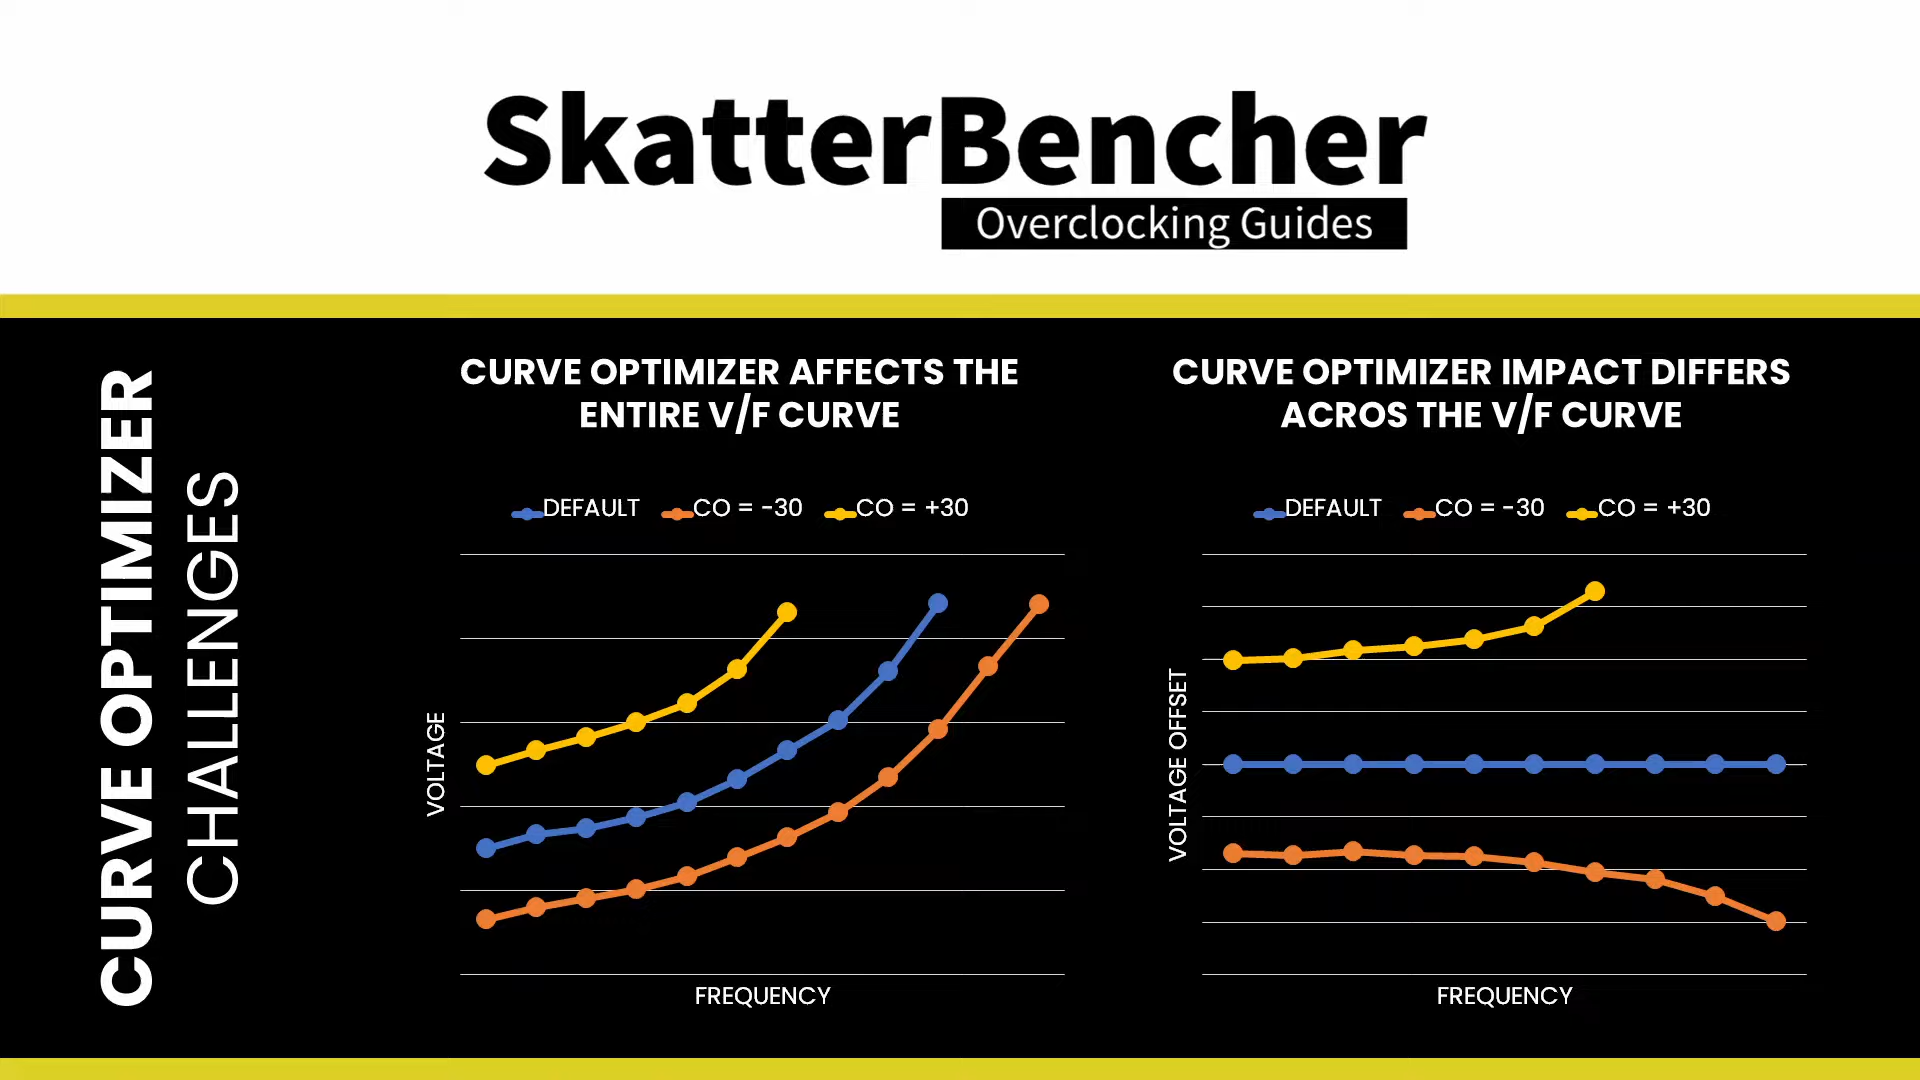 SkatterBencher
Overclocking Guides
CURVE OPTIMIZER
CHALLENGES
CURVE OPTIMIZER AFFECTS THE
ENTIRE V/F CURVE
DEFAULT CO = -30 CO = +30
VOLTAGE
FREQUENCY
CURVE OPTIMIZER IMPACT DIFFERS
ACROS THE V/F CURVE
DEFAULT CO = -30 CO = +30
VOLTAGE OFFSET
FREQUENCY